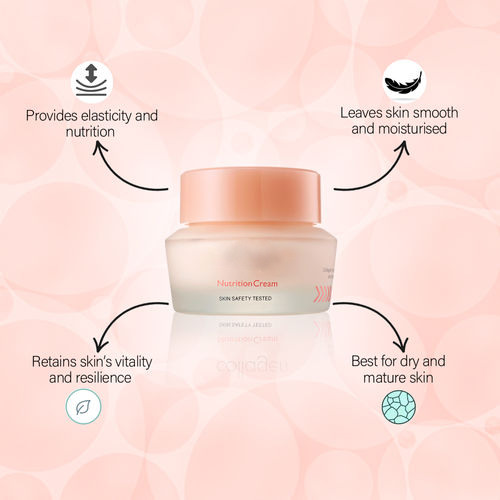 Provides elasticity and
nutrition
Leaves skin smooth
and moisturised
Nutrition Cream
SKIN SAFETY TESTED
Retains skin's vitality
and resilience
Best for dry and
mature skin